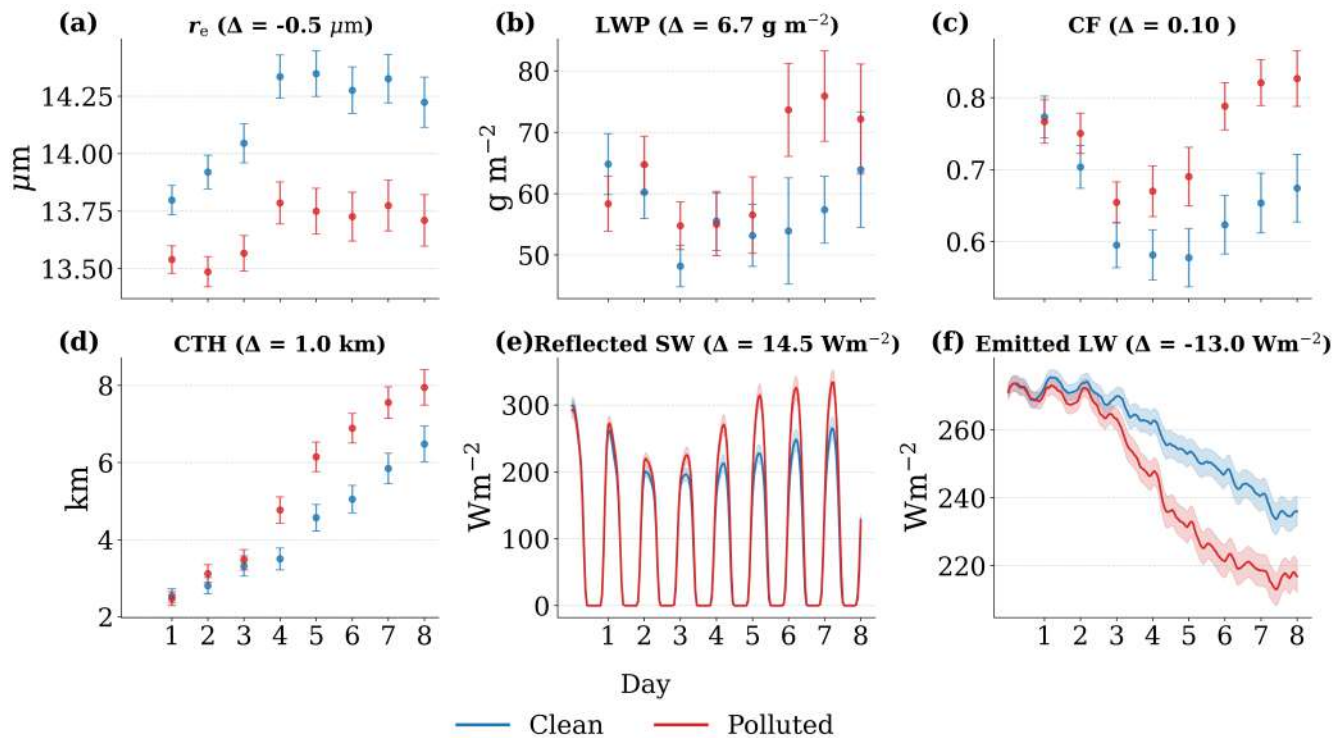 (a) rₑ (Δ = -0.5 μm)
μm
14.25
14.00
13.75
13.50
(b) LWP (Δ = 6.7 g m⁻²)
g m⁻²
80
70
60
50
(c) CF (Δ = 0.10 )
0.8
0.7
0.6
(d) CTH (Δ = 1.0 km)
km
8
6
4
2
1 2 3 4 5 6 7 8
(e) Reflected SW (Δ = 14.5 Wm⁻²)
Wm⁻²
300
200
100
0
1 2 3 4 5 6 7 8
(f) Emitted LW (Δ = -13.0 Wm⁻²)
Wm⁻²
260
240
220
1 2 3 4 5 6 7 8
Day
Clean Polluted